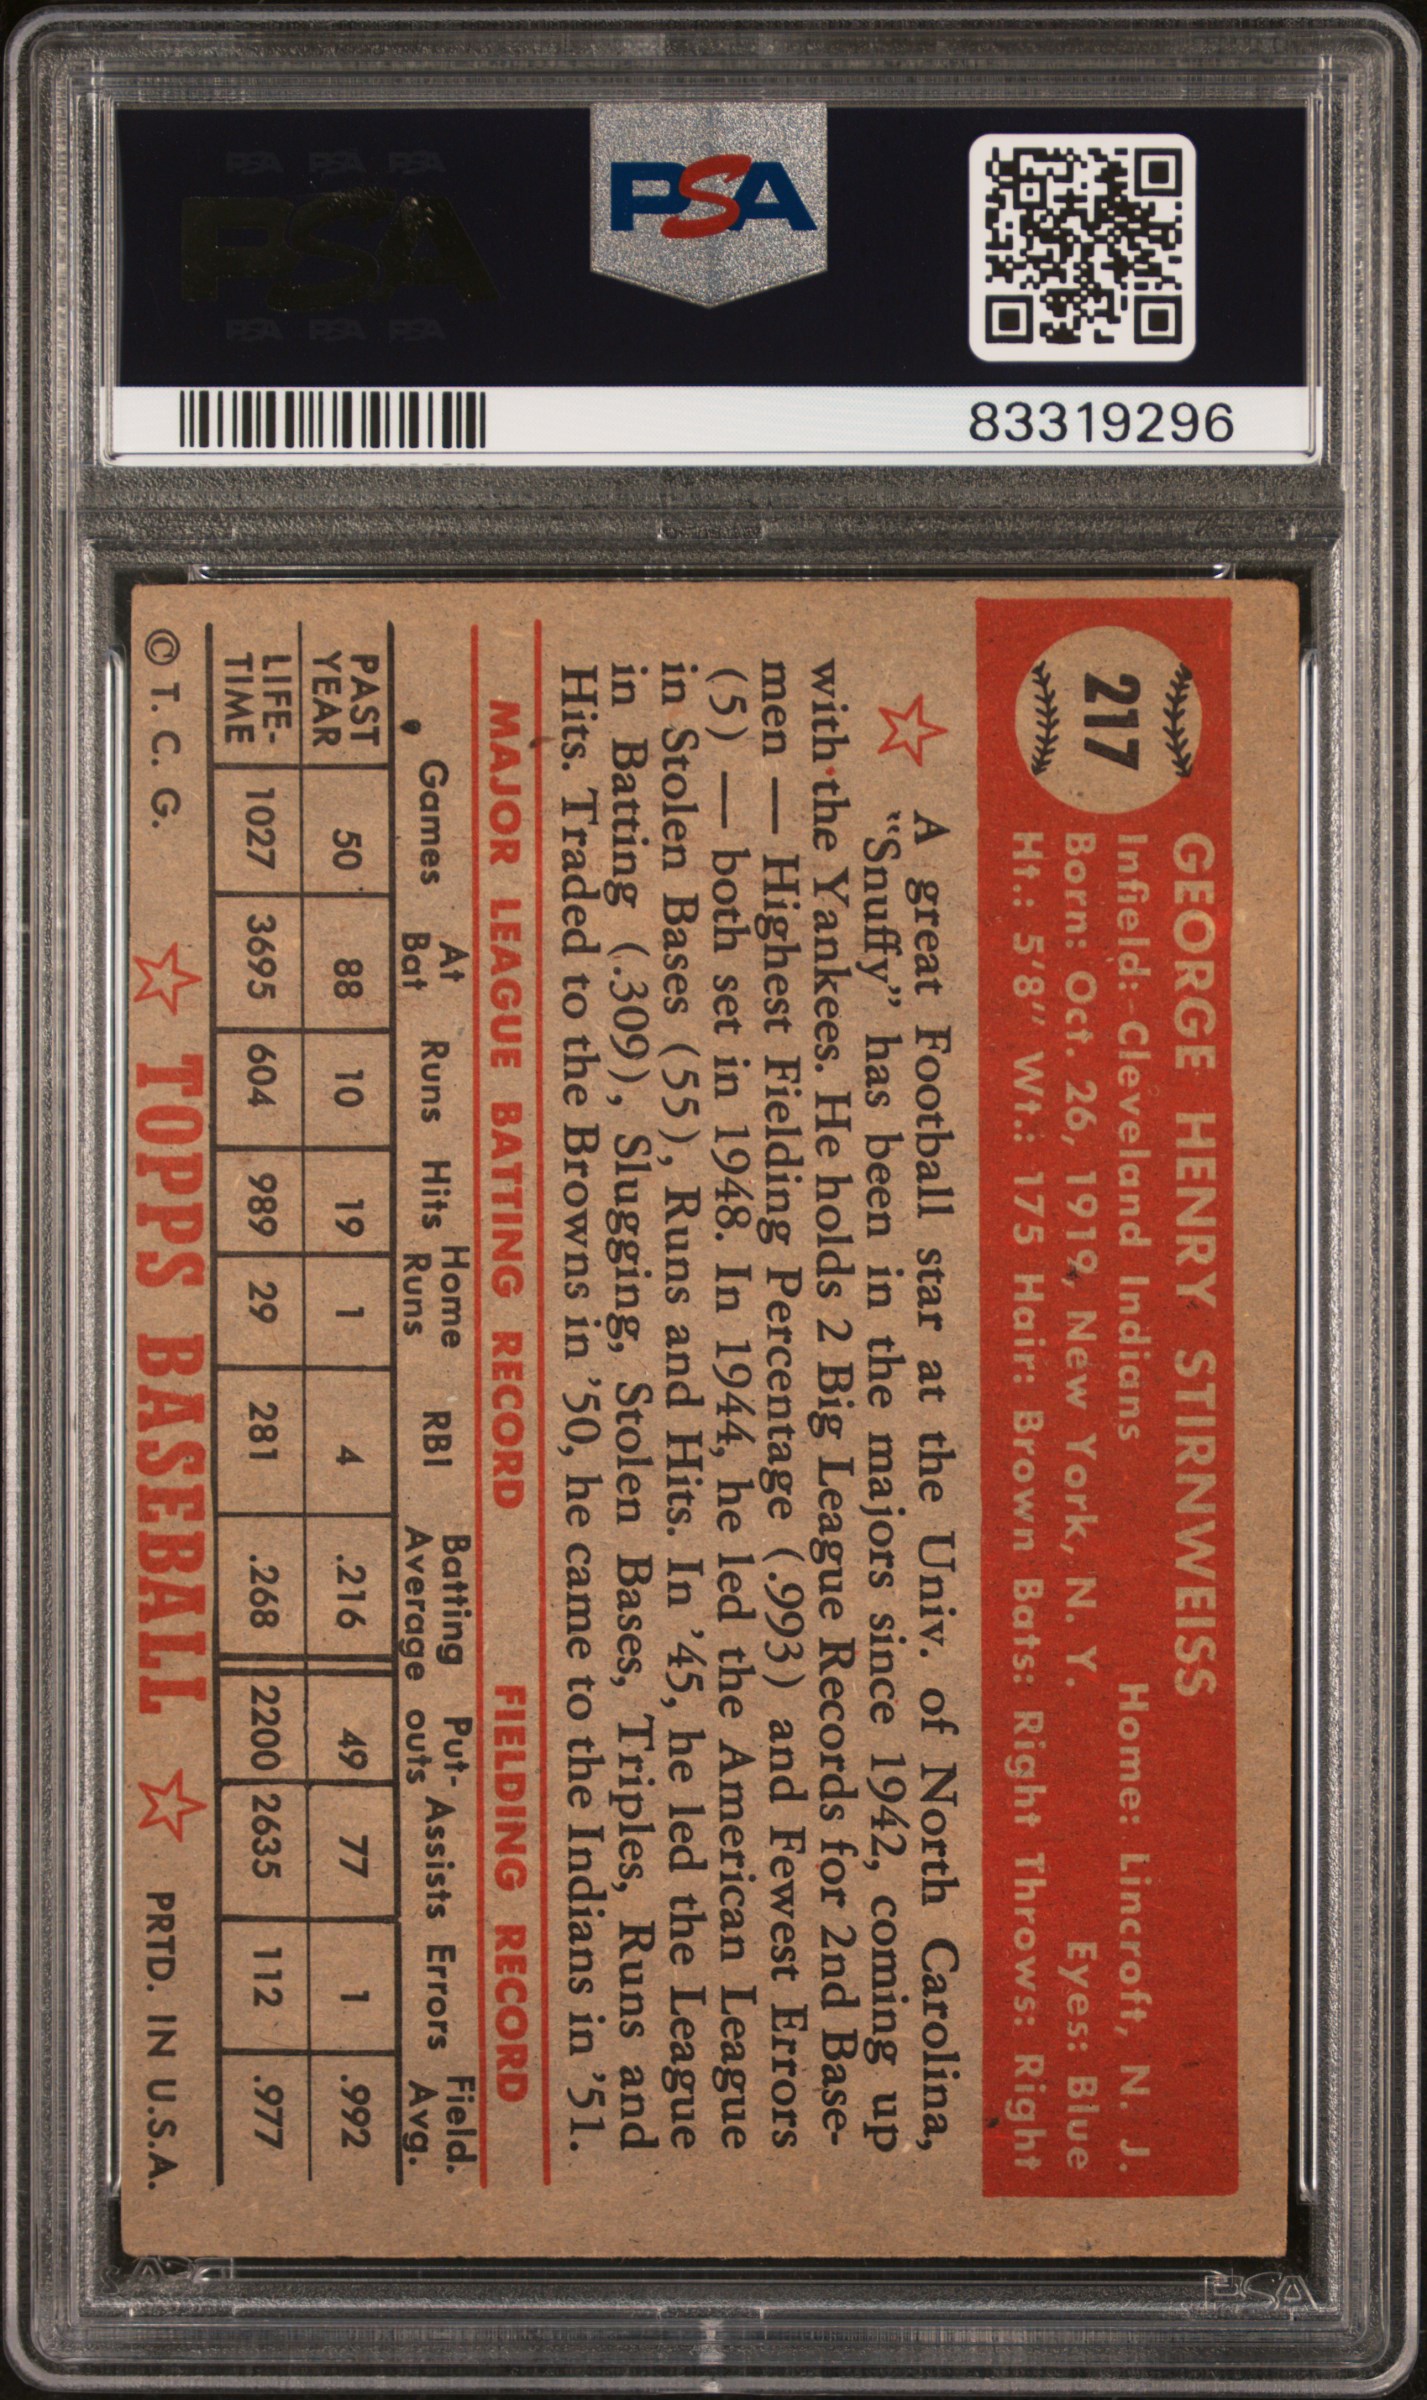 PSA PSA PSA
PSA
PSA PSA PSA
PSA
83319296
217
GEORGE HENRY STIRNWEISS
Infield:-Cleveland Indians Home: Lincroft, N. J.
Born: Oct. 26, 1919, New York, N. Y. Eyes: Blue
Ht.: 5'8" Wt.: 175 Hair: Brown Bats: Right Throws: Right
A great Football star at the Univ. of North Carolina,
"Snuffy" has been in the majors since 1942, coming up
with the Yankees. He holds 2 Big League Records for 2nd Base-
men — Highest Fielding Percentage (.993) and Fewest Errors
(5) — both set in 1948. In 1944, he led the American League
in Stolen Bases (55), Runs and Hits. In '45, he led the League
in Batting (.309), Slugging, Stolen Bases, Triples, Runs and
Hits. Traded to the Browns in '50, he came to the Indians in '51.
MAJOR LEAGUE BATTING RECORD FIELDING RECORD
Games At Bat Runs Hits Home Runs RBI Batting Average Put-outs Assists Errors Field. Avg.
PAST YEAR 50 88 10 19 1 4 .216 49 77 1 .992
LIFE-TIME 1027 3695 604 989 29 281 .268 2200 2635 112 .977
© T. C. G. TOPPS BASEBALL PRTD. IN U.S.A.
PSA
PSA